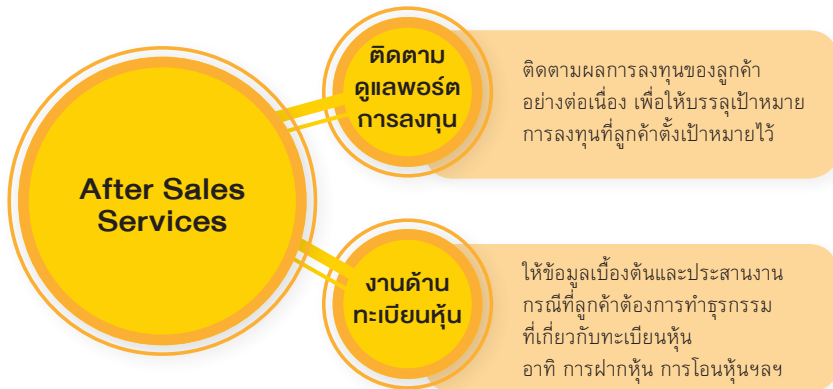 After Sales
Services
ติดตาม
ดูแลพอร์ต
การลงทุน
ติดตามผลการลงทุนของลูกค้า
อย่างต่อเนื่อง เพื่อให้บรรลุเป้าหมาย
การลงทุนที่ลูกค้าตั้งเป้าหมายไว้
งานด้าน
ทะเบียนหุ้น
ให้ข้อมูลเบื้องต้นและประสานงาน
กรณีที่ลูกค้าต้องการทำธุรกรรม
ที่เกี่ยวกับทะเบียนหุ้น
อาทิ การฝากหุ้น การโอนหุ้นฯลฯ